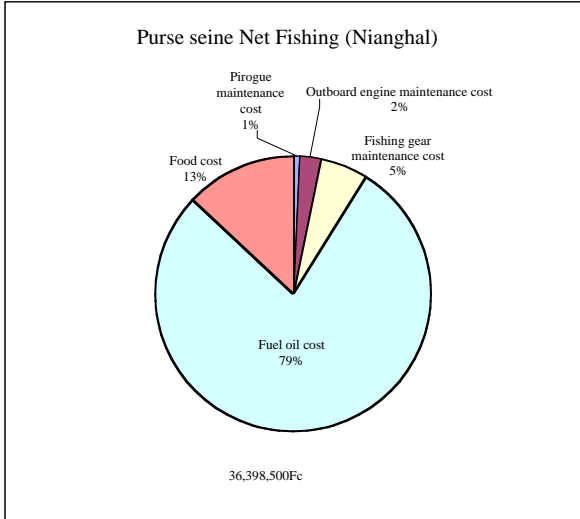 Purse seine Net Fishing (Nianghal)
Pirogue
maintenance
cost
1%
Outboard engine maintenance cost
2%
Fishing gear
maintenance cost
5%
Food cost
13%
Fuel oil cost
79%
36,398,500Fc